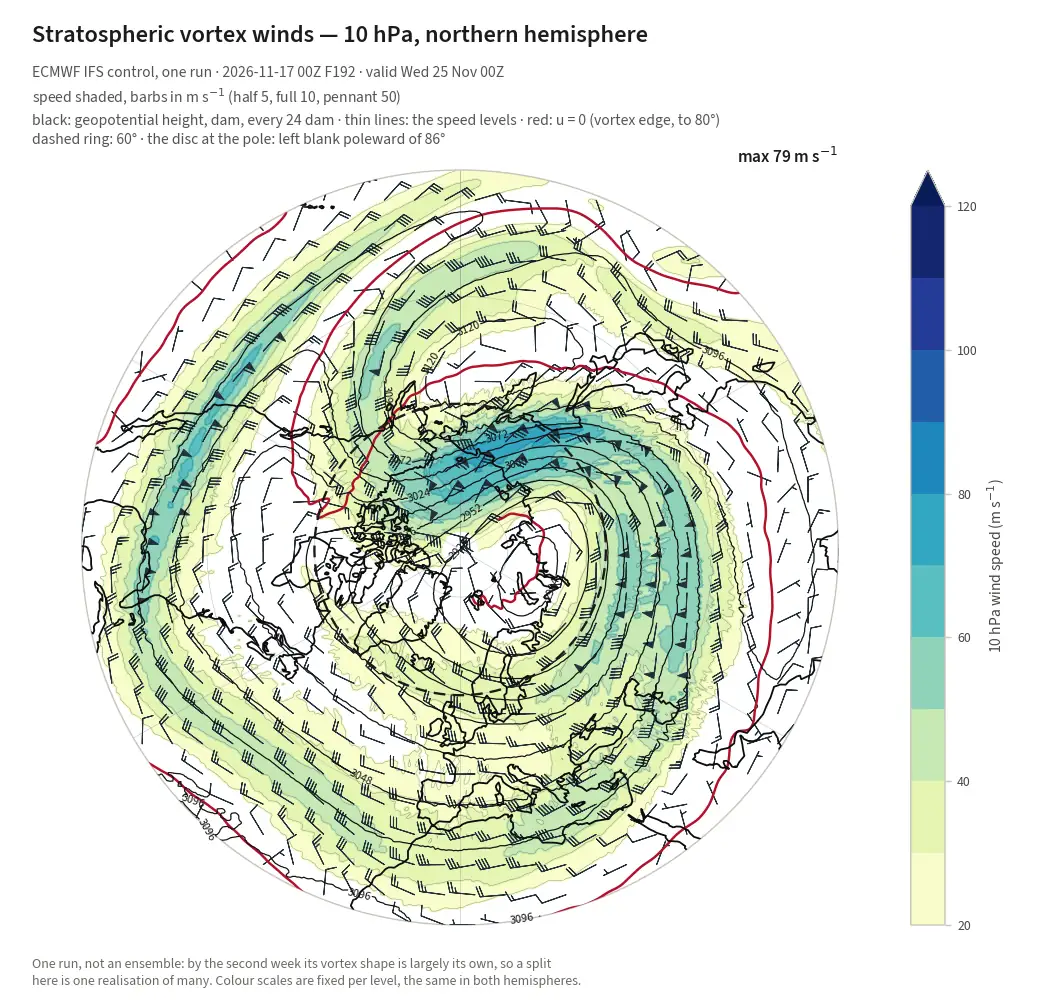 Stratospheric vortex winds — 10 hPa, northern hemisphere
ECMWF IFS control, one run · 2026-11-17 00Z F192 · valid Wed 25 Nov 00Z
speed shaded, barbs in m s⁻¹ (half 5, full 10, pennant 50)
black: geopotential height, dam, every 24 dam · thin lines: the speed levels · red: u = 0 (vortex edge, to 80°)
dashed ring: 60° · the disc at the pole: left blank poleward of 86°
max 79 m s⁻¹
120
100
80
60
40
20
10 hPa wind speed (m s⁻¹)
3120
3096
3120
3072
3024
2952
3048
3096
3096
3096
3096
One run, not an ensemble: by the second week its vortex shape is largely its own, so a split
here is one realisation of many. Colour scales are fixed per level, the same in both hemispheres.